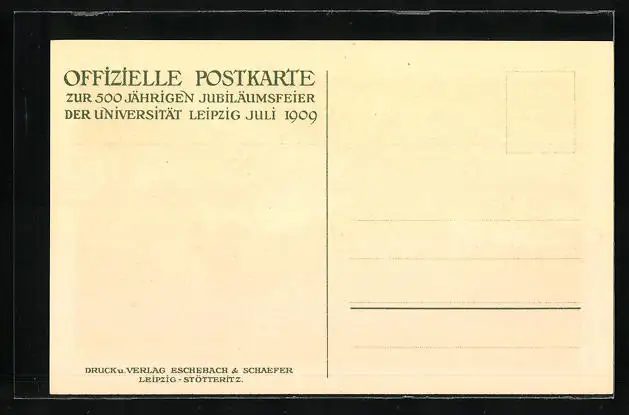 OFFIZIELLE POSTKARTE
ZUR 500 JÄHRIGEN JUBILÄUMSFEIER
DER UNIVERSITÄT LEIPZIG JULI 1909
DRUCK u. VERLAG ESCHEBACH & SCHAEFER
LEIPZIG - STÖTTERITZ.